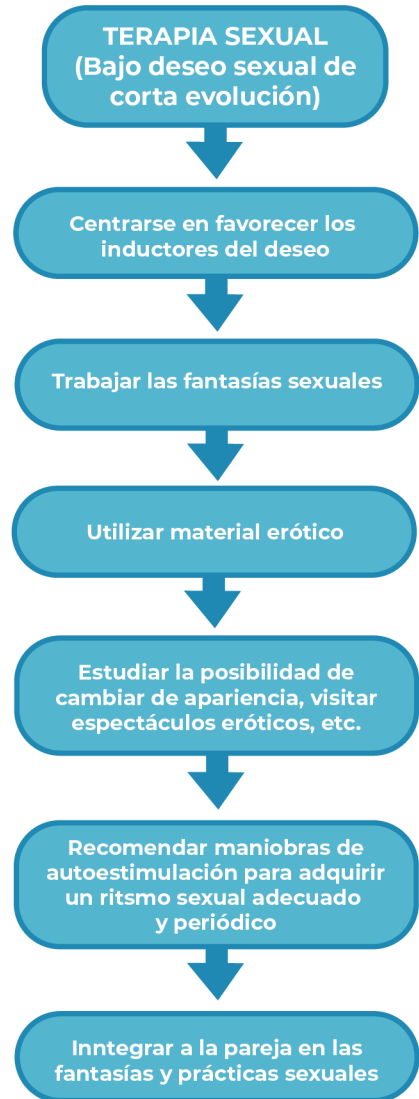 TERAPIA SEXUAL
(Bajo deseo sexual de
corta evolución)
Centrarse en favorecer los
inductores del deseo
Trabajar las fantasías sexuales
Utilizar material erótico
Estudiar la posibilidad de
cambiar de apariencia, visitar
espectáculos eróticos, etc.
Recomendar maniobras de
autoestimulación para adquirir
un ritsmo sexual adecuado
y periódico
Inntegrar a la pareja en las
fantasías y prácticas sexuales